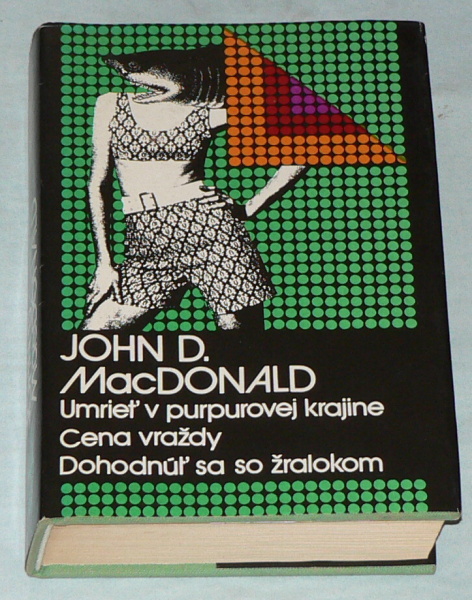 JOHN D.
MacDONALD
Umrieť v purpurovej krajine
Cena vraždy
Dohodnúť sa so žralokom